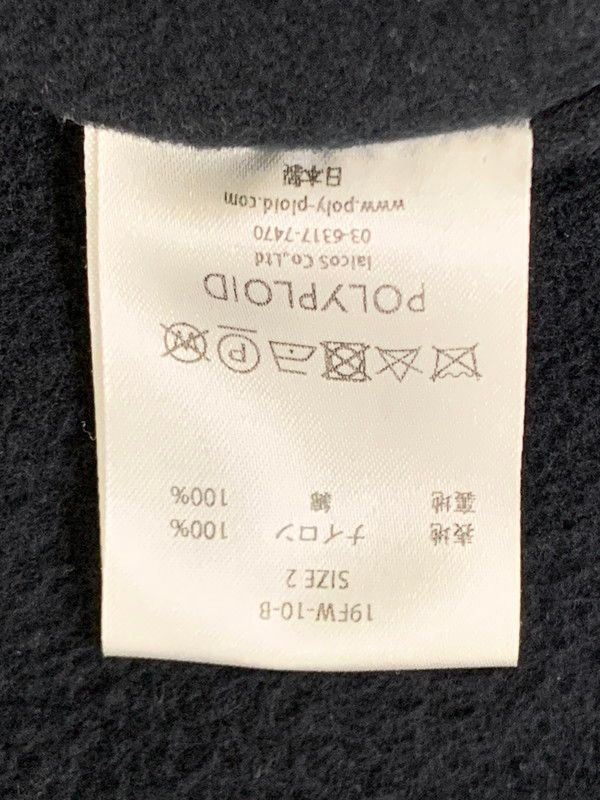 19FW-10-B
SIZE 2
表地 ナイロン 100%
裏地 綿 100%
POLYPLOID
laicoS Co.,Ltd
03-6317-7470
www.poly-ploid.com
日本製